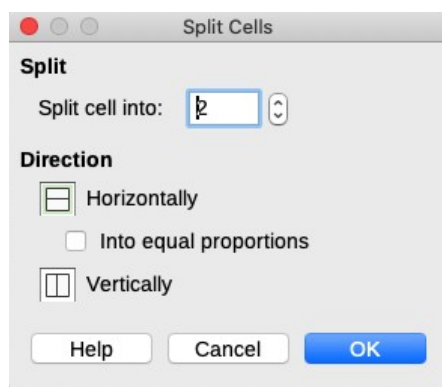 Split Cells
Split
Split cell into: 2
Direction
Horizontally
Into equal proportions
Vertically
Help Cancel OK